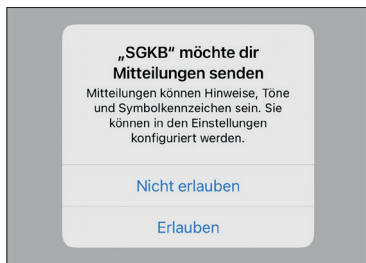 „SGKB“ möchte dir
Mitteilungen senden
Mitteilungen können Hinweise, Töne
und Symbolkennzeichen sein. Sie
können in den Einstellungen
konfiguriert werden.
Nicht erlauben
Erlauben